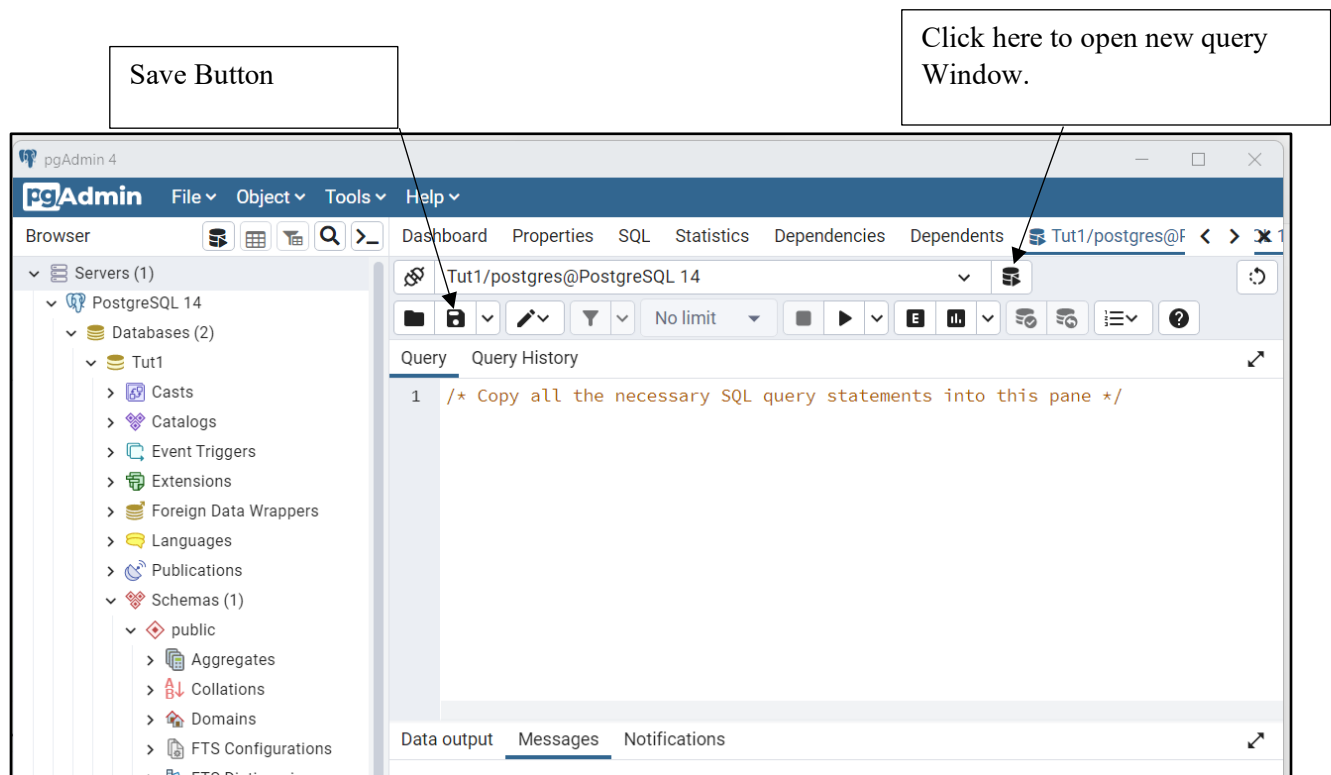 Save Button
Click here to open new query
Window.
pgAdmin 4
pgAdmin File Object Tools Help
Browser
Dashboard Properties SQL Statistics Dependencies Dependents Tut1/postgres@P
Servers (1)
Tut1/postgres@PostgreSQL 14
PostgreSQL 14
No limit
E
Databases (2)
Tut1
Query Query History
Casts
1 /* Copy all the necessary SQL query statements into this pane */
Catalogs
Event Triggers
Extensions
Foreign Data Wrappers
Languages
Publications
Schemas (1)
public
Aggregates
Collations
Domains
FTS Configurations
Data output Messages Notifications